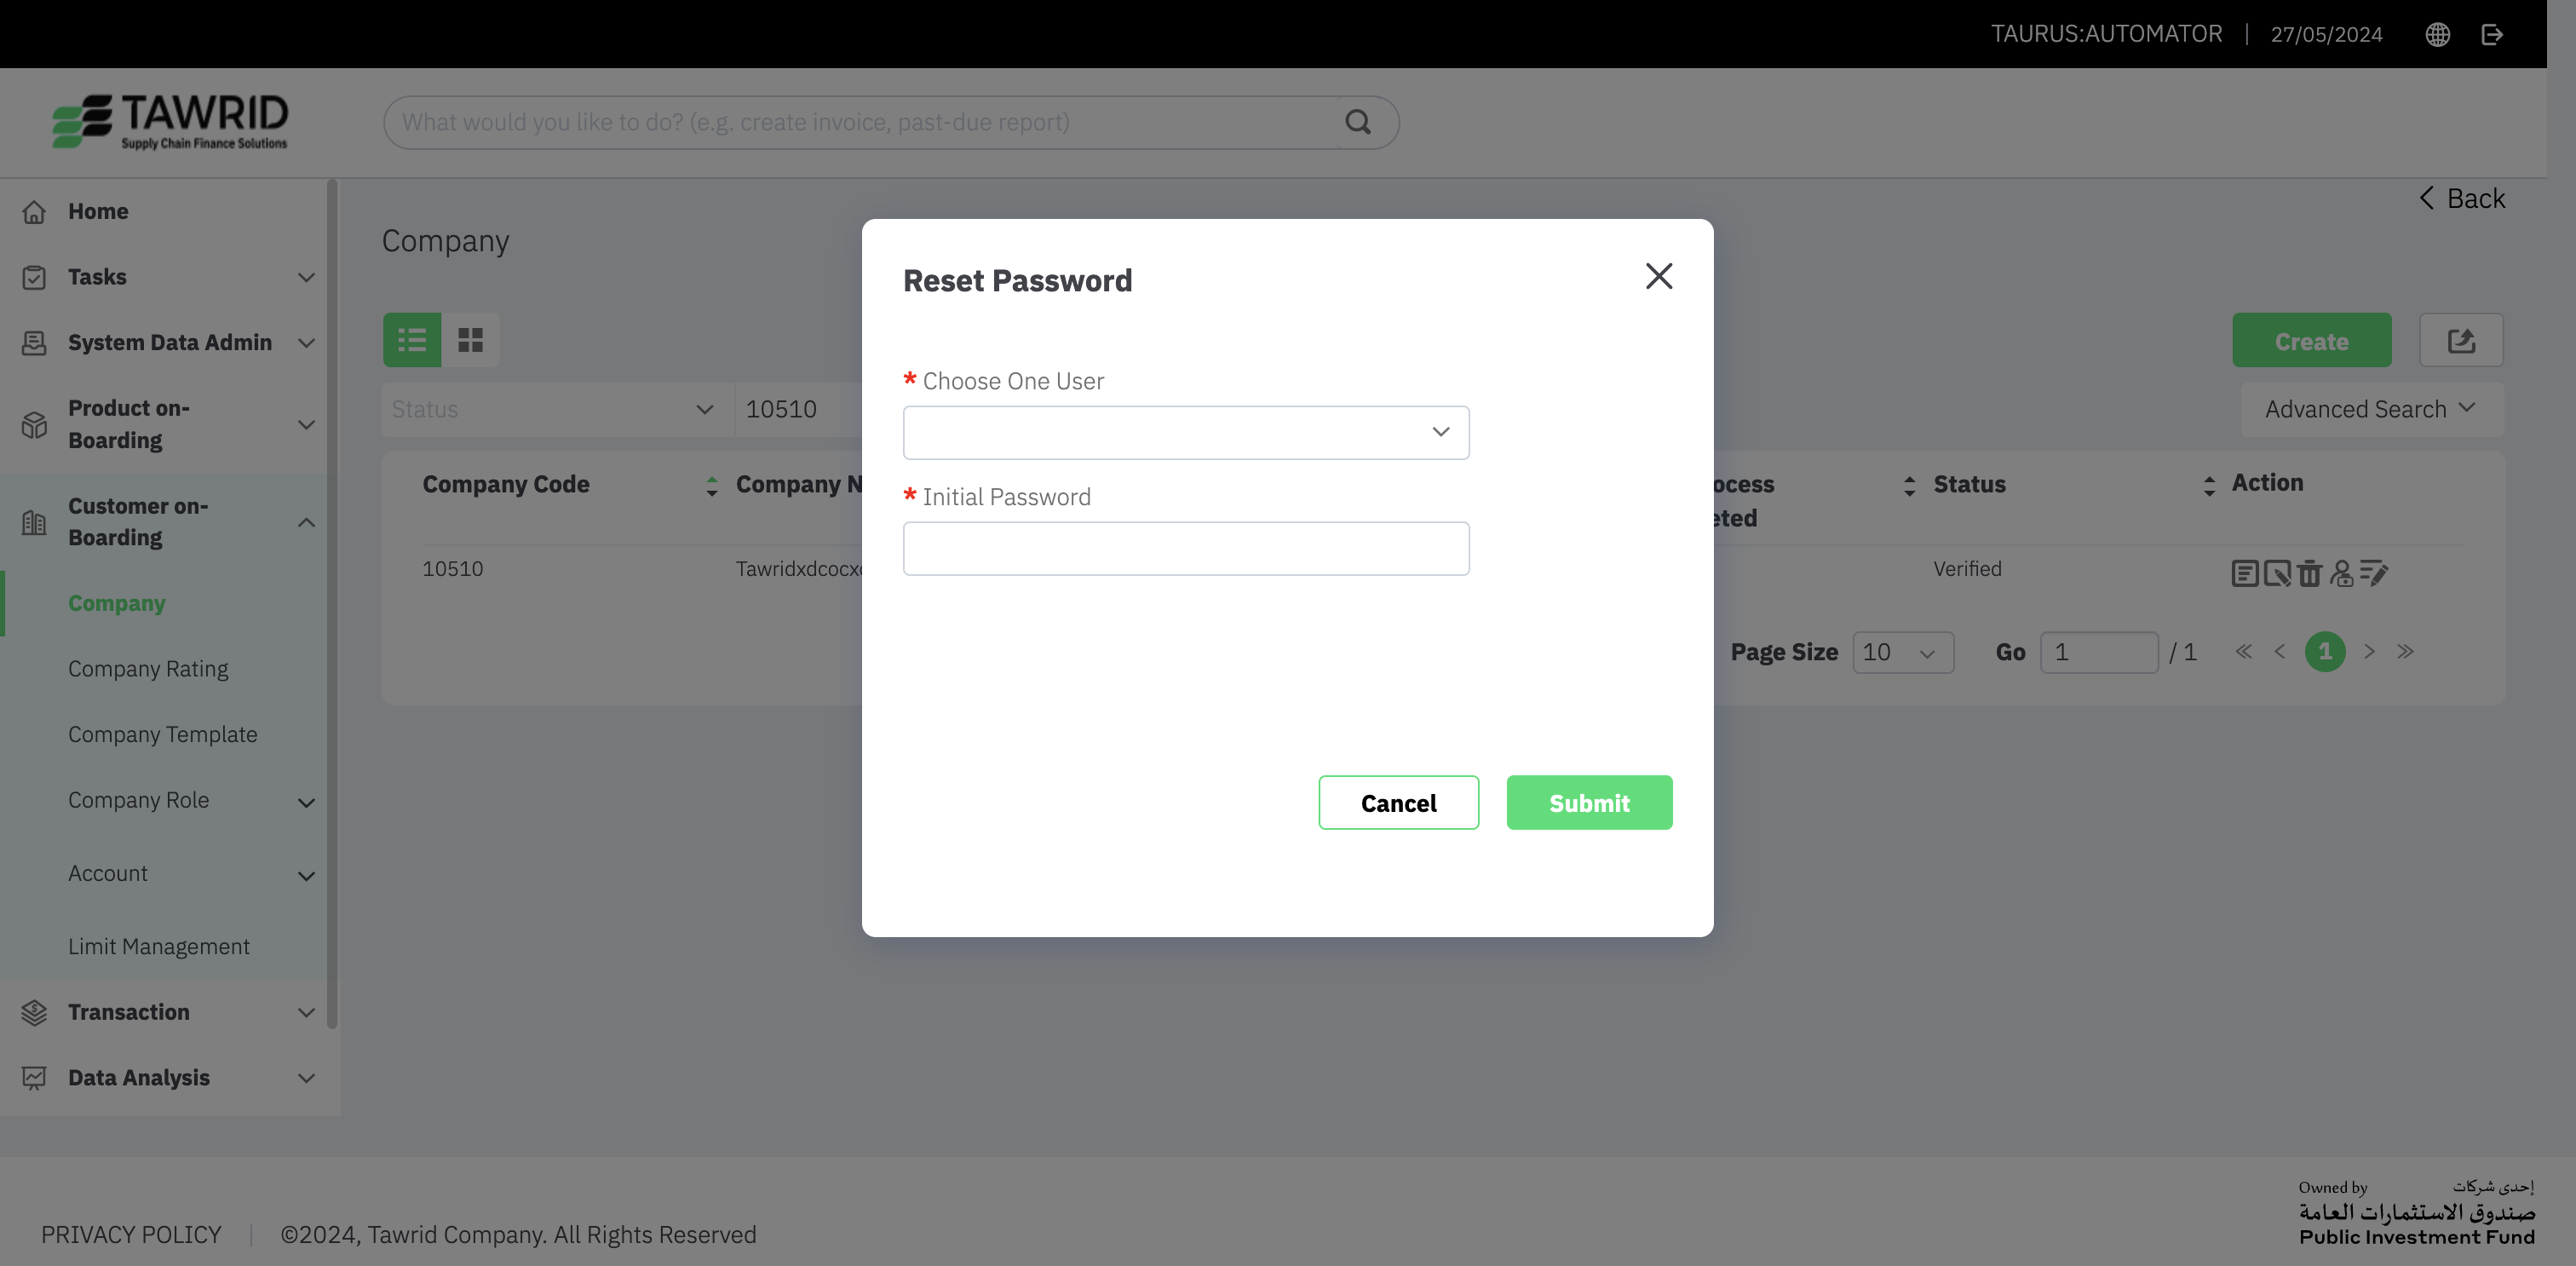 TAURUS:AUTOMATOR | 27/05/2024
TAWRID
Supply Chain Finance Solutions
What would you like to do? (e.g. create invoice, past-due report)
Home
Tasks
System Data Admin
Product on-
Boarding
Customer on-
Boarding
Company
Company Rating
Company Template
Company Role
Account
Limit Management
Transaction
Data Analysis
Back
Company
Create
Status
10510
Advanced Search
Company Code
Company N
ocess
eted
Status
Action
10510
Tawridxdcocx
Verified
Page Size 10 Go 1 / 1 1
Reset Password
* Choose One User
* Initial Password
Cancel
Submit
PRIVACY POLICY | ©2024, Tawrid Company. All Rights Reserved
Owned by إحدى شركات
صندوق الاستثمارات العامة
Public Investment Fund